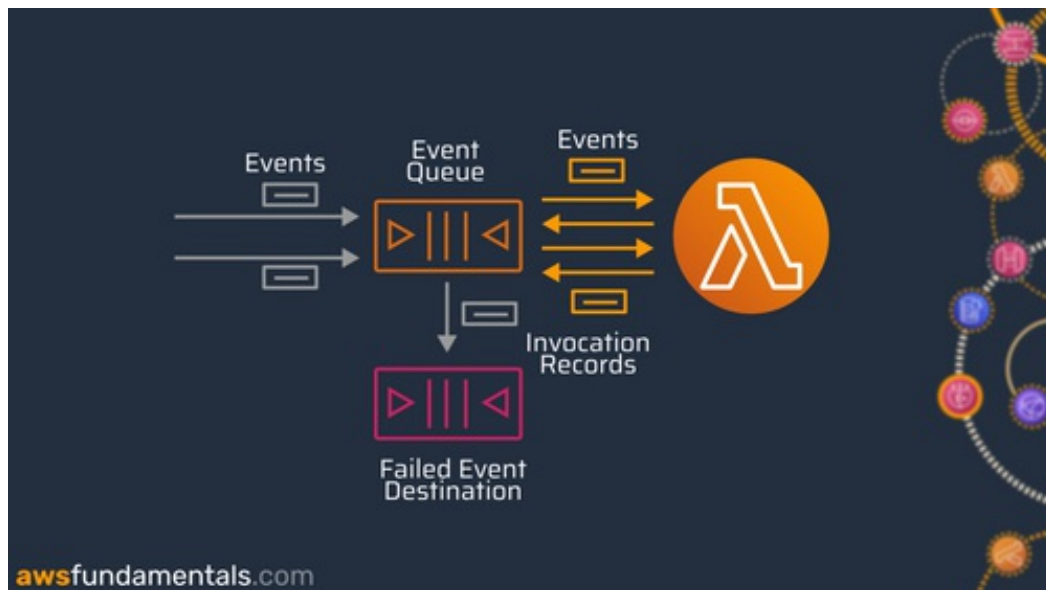 Events
Event
Queue
Events
Invocation
Records
Failed Event
Destination
awsfundamentals.com